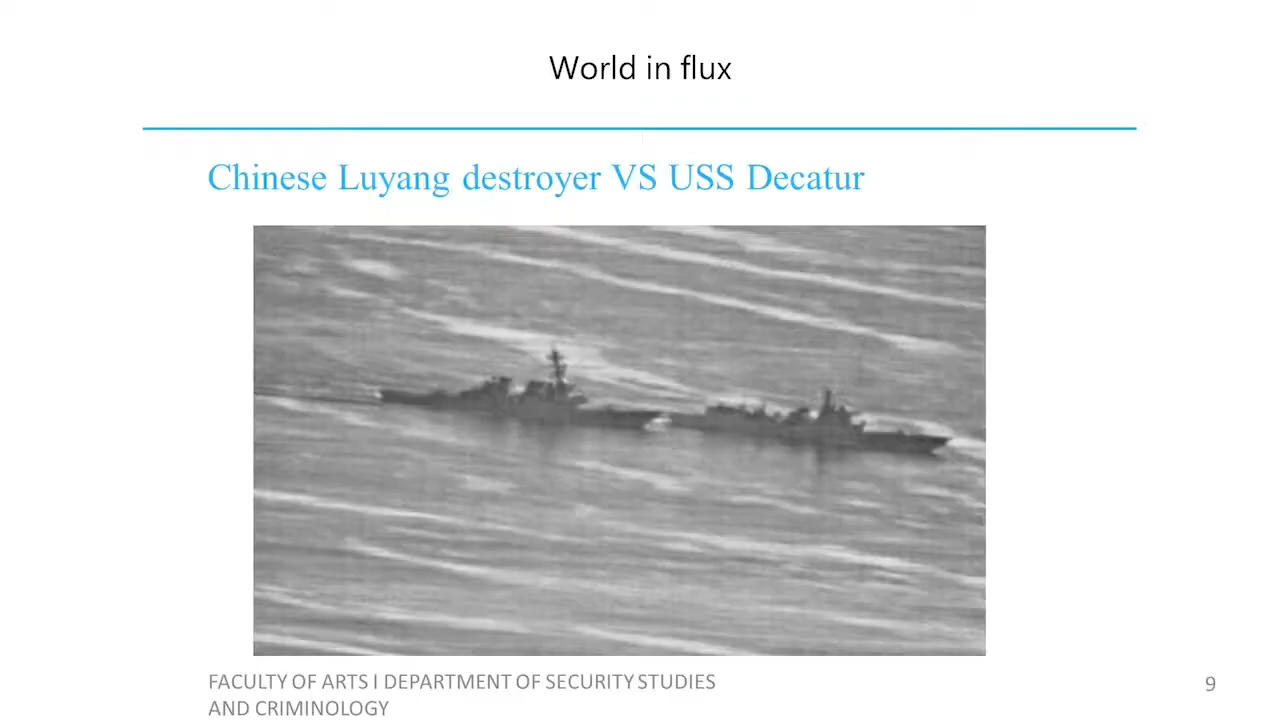 World in flux
Chinese Luyang destroyer VS USS Decatur
FACULTY OF ARTS I DEPARTMENT OF SECURITY STUDIES
AND CRIMINOLOGY
9